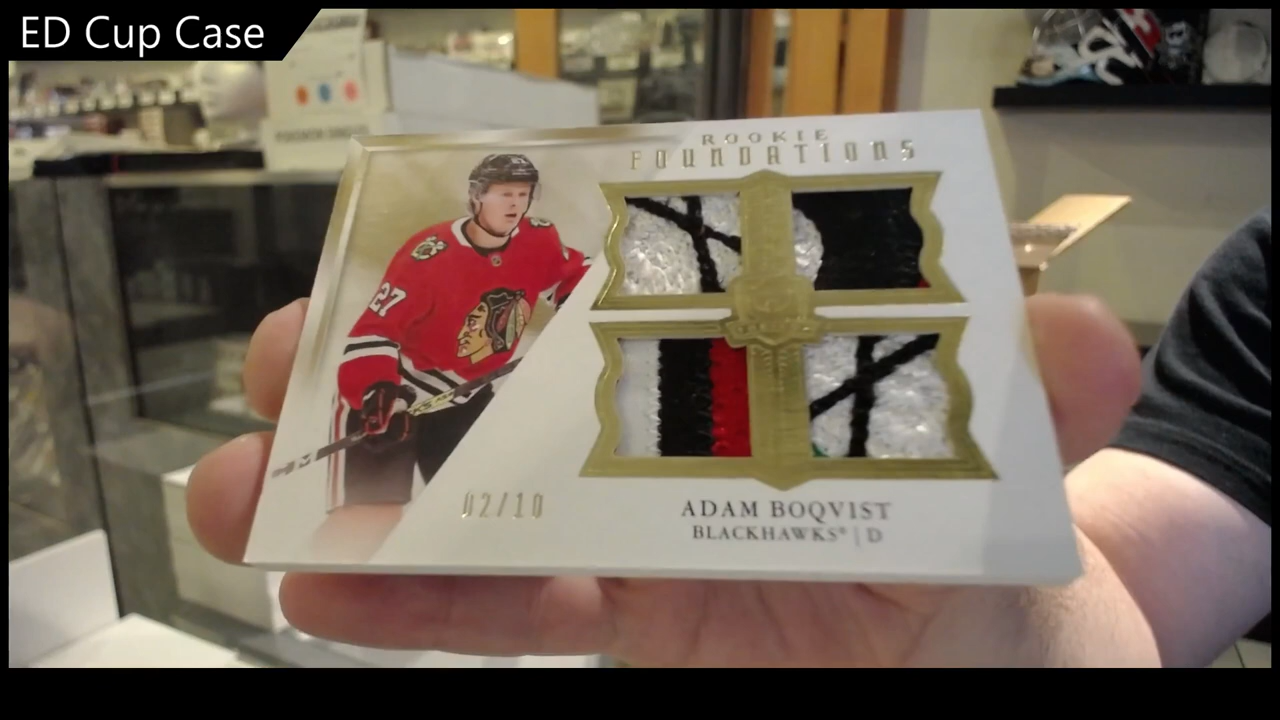 ED Cup Case
ROOKIE
FOUNDATIONS
27
02/10
ADAM BOQVIST
BLACKHAWKS® | D